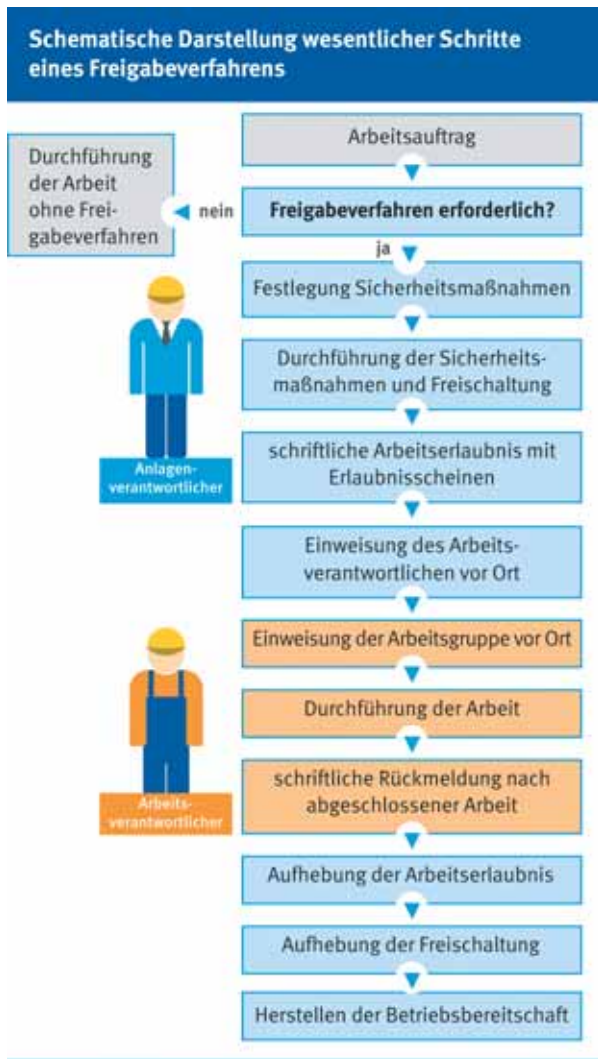 Schematische Darstellung wesentlicher Schritte
eines Freigabeverfahrens
Arbeitsauftrag
Durchführung
der Arbeit
ohne Frei-
gabeverfahren
nein
Freigabeverfahren erforderlich?
ja
Festlegung Sicherheitsmaßnahmen
Durchführung der Sicherheits-
maßnahmen und Freischaltung
schriftliche Arbeitserlaubnis mit
Erlaubnisscheinen
Anlagen-
verantwortlicher
Einweisung des Arbeits-
verantwortlichen vor Ort
Einweisung der Arbeitsgruppe vor Ort
Durchführung der Arbeit
schriftliche Rückmeldung nach
abgeschlossener Arbeit
Arbeits-
verantwortlicher
Aufhebung der Arbeitserlaubnis
Aufhebung der Freischaltung
Herstellen der Betriebsbereitschaft